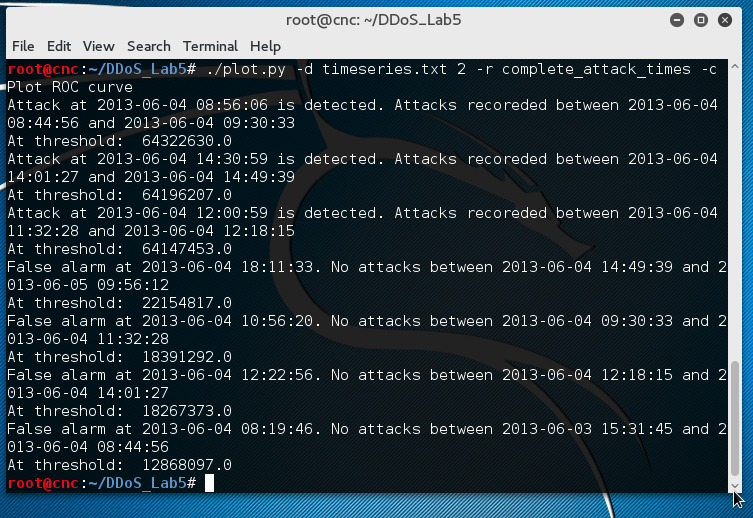 root@cnc: ~/DDoS_Lab5
File Edit View Search Terminal Help
root@cnc:~/DDoS_Lab5# ./plot.py -d timeseries.txt 2 -r complete_attack_times -c
Plot ROC curve
Attack at 2013-06-04 08:56:06 is detected. Attacks recoreded between 2013-06-04
08:44:56 and 2013-06-04 09:30:33
At threshold:  64322630.0
Attack at 2013-06-04 14:30:59 is detected. Attacks recoreded between 2013-06-04
14:01:27 and 2013-06-04 14:49:39
At threshold:  64196207.0
Attack at 2013-06-04 12:00:59 is detected. Attacks recoreded between 2013-06-04
11:32:28 and 2013-06-04 12:18:15
At threshold:  64147453.0
False alarm at 2013-06-04 18:11:33. No attacks between 2013-06-04 14:49:39 and 2
013-06-05 09:56:12
At threshold:  22154817.0
False alarm at 2013-06-04 10:56:20. No attacks between 2013-06-04 09:30:33 and 2
013-06-04 11:32:28
At threshold:  18391292.0
False alarm at 2013-06-04 12:22:56. No attacks between 2013-06-04 12:18:15 and 2
013-06-04 14:01:27
At threshold:  18267373.0
False alarm at 2013-06-04 08:19:46. No attacks between 2013-06-03 15:31:45 and 2
013-06-04 08:44:56
At threshold:  12868097.0
root@cnc:~/DDoS_Lab5#